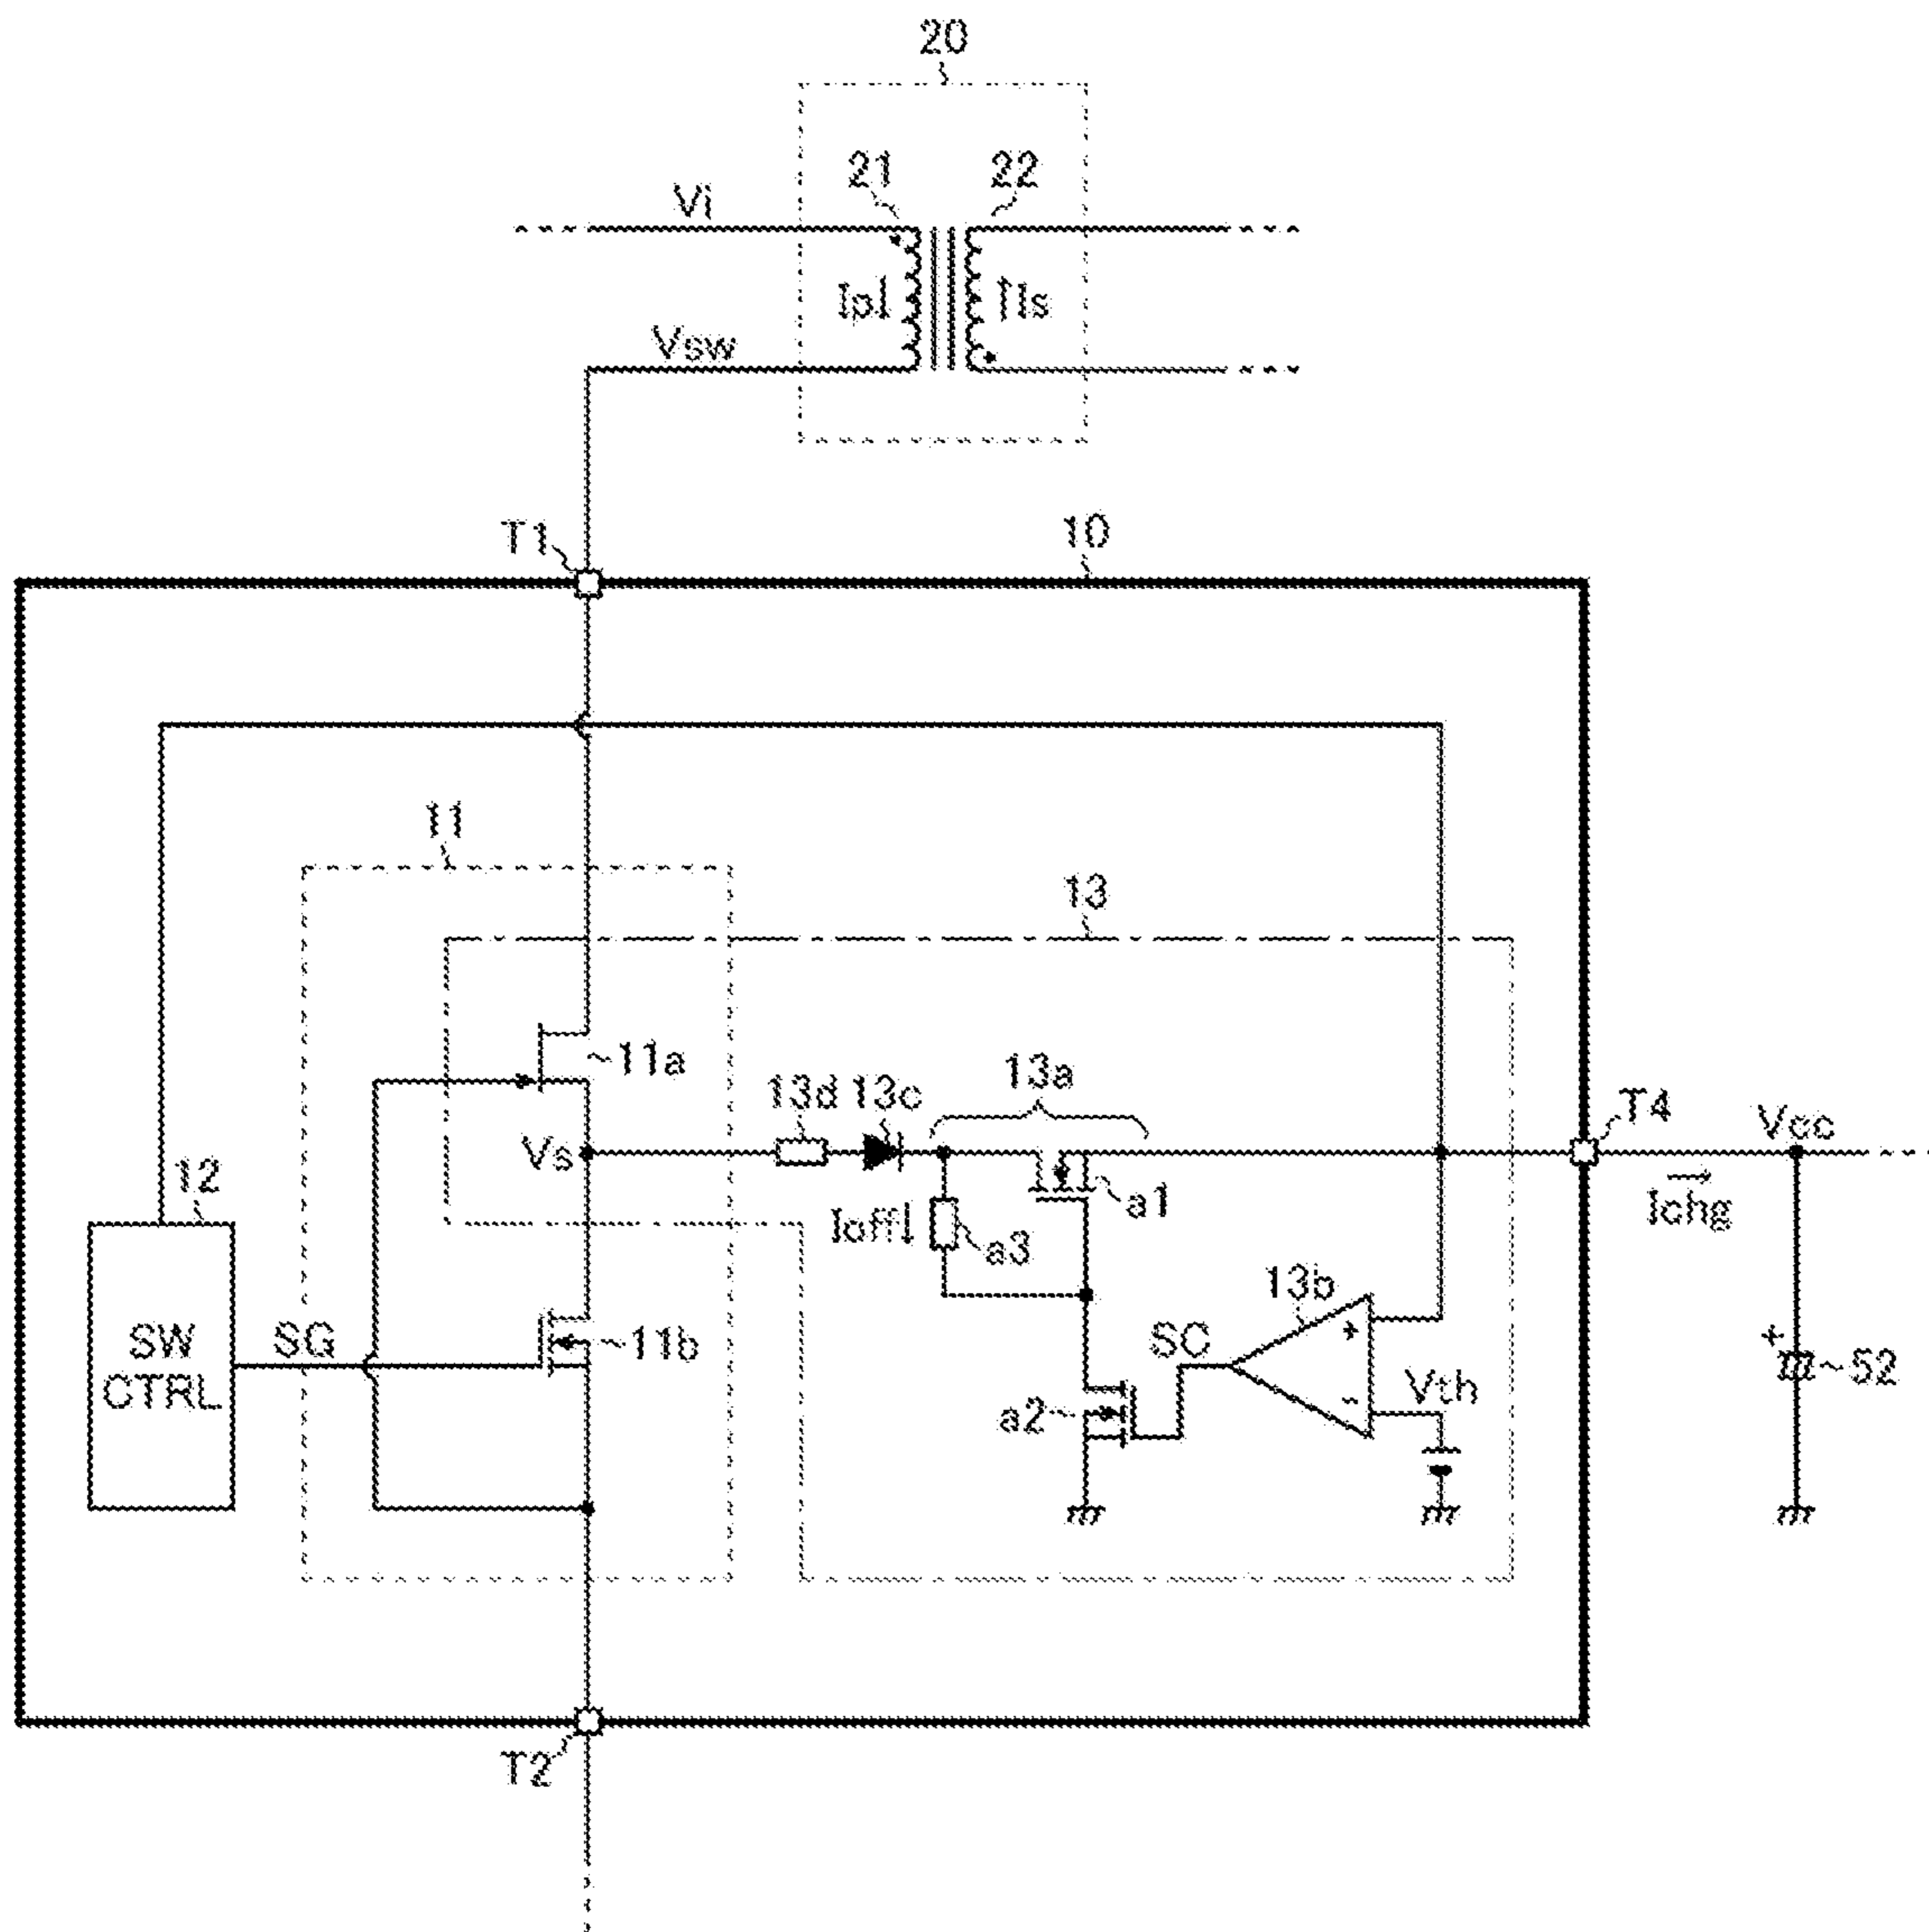 20
21
22
Vi
Ip↓
↑Is
Vsw
T1
10
11
13
11a
13a
13d
13c
T4
Vcc
Vs
12
a1
Ichg
Ioff↓
a3
13b
SW
CTRL
SG
11b
SC
+
+
52
-
Vth
a2
T2